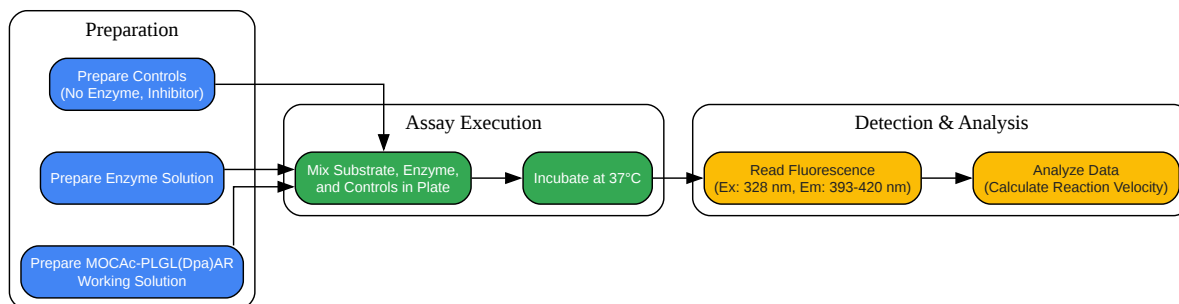 Preparation
Prepare Controls
(No Enzyme, Inhibitor)
Prepare Enzyme Solution
Prepare MOCAc-PLGL(Dpa)AR
Working Solution
Assay Execution
Mix Substrate, Enzyme,
and Controls in Plate
Incubate at 37°C
Detection & Analysis
Read Fluorescence
(Ex: 328 nm, Em: 393-420 nm)
Analyze Data
(Calculate Reaction Velocity)